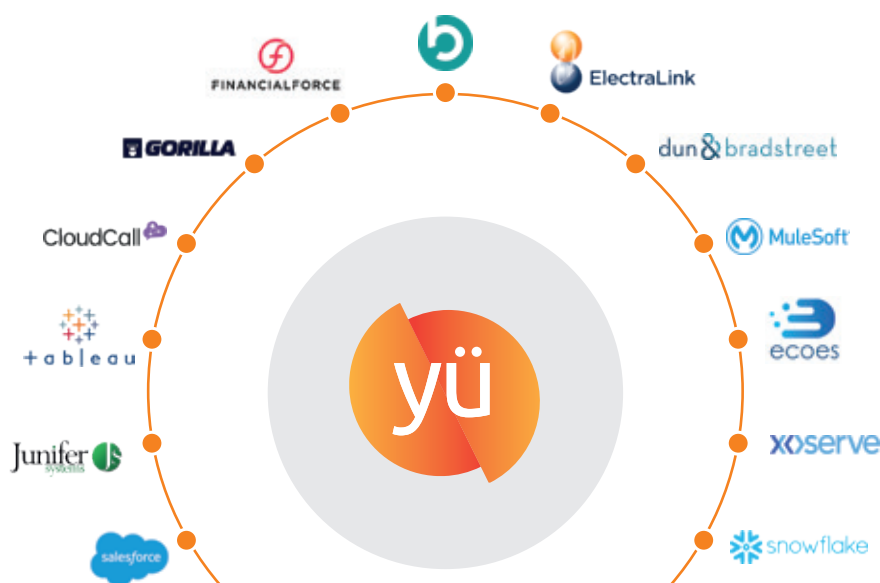 FINANCIALFORCE
ElectraLink
GORILLA
dun & bradstreet
CloudCall
MuleSoft
tableau
ecoes
yü
Junifer
systems
xoserve
salesforce
snowflake